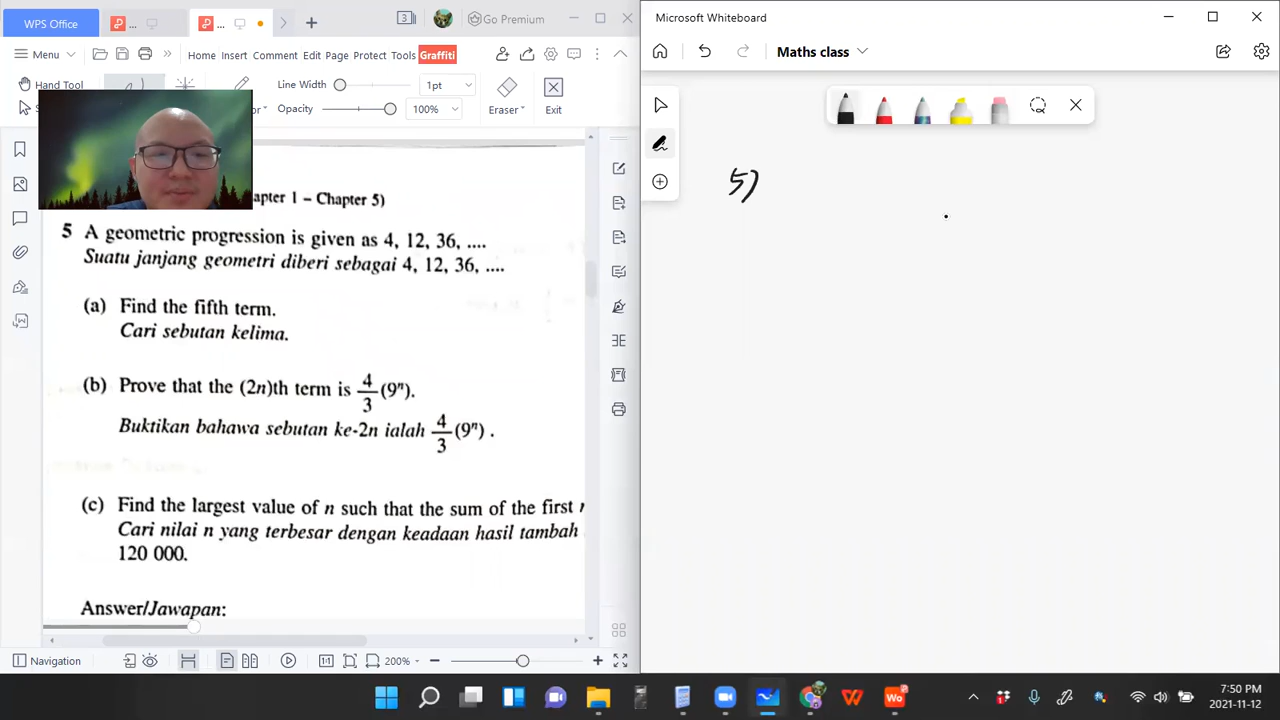 WPS Office
...
...
3
Go Premium
Microsoft Whiteboard
Menu
Home Insert Comment Edit Page Protect Tools Graffiti
Maths class
Hand Tool
Line Width
1pt
Opacity
100%
Eraser
Exit
5)
apter 1 – Chapter 5)
5 A geometric progression is given as 4, 12, 36, ....
Suatu janjang geometri diberi sebagai 4, 12, 36, ....
(a) Find the fifth term.
Cari sebutan kelima.
(b) Prove that the (2n)th term is 4/3 (9ⁿ).
Buktikan bahawa sebutan ke-2n ialah 4/3 (9ⁿ) .
(c) Find the largest value of n such that the sum of the first
Cari nilai n yang terbesar dengan keadaan hasil tambah
120 000.
Answer/Jawapan:
Navigation
200%
7:50 PM
2021-11-12